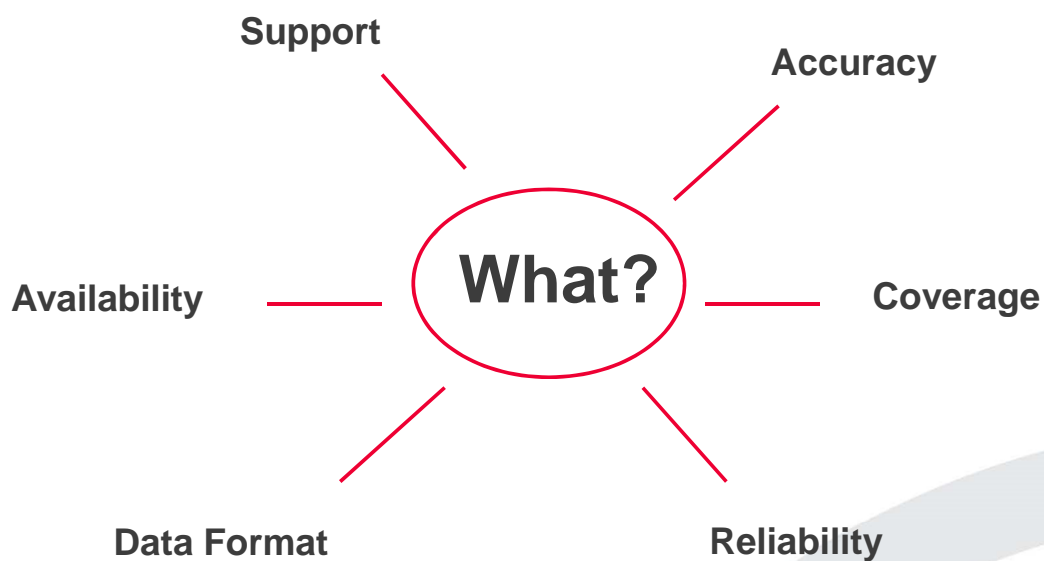 Support
Accuracy
What?
Availability
Coverage
Data Format
Reliability